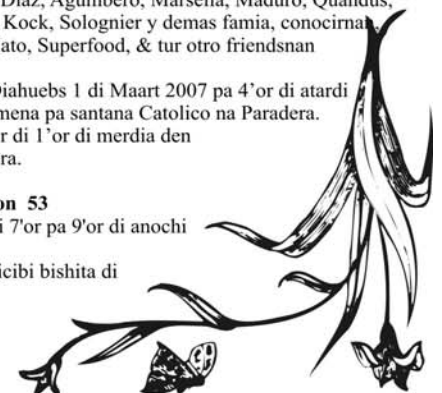 Diaz, Agumbero, Marsena, Maduro, Quandus,
Kock, Solognier y demas famia, conocirnan,
ato, Superfood, & tur otro friendsnan
Diahuebs 1 di Maart 2007 pa 4’or di atardi
mena pa santana Catolico na Paradera.
r di 1’or di merdia den
ra.
on 53
i 7'or pa 9'or di anochi
icibi bishita di